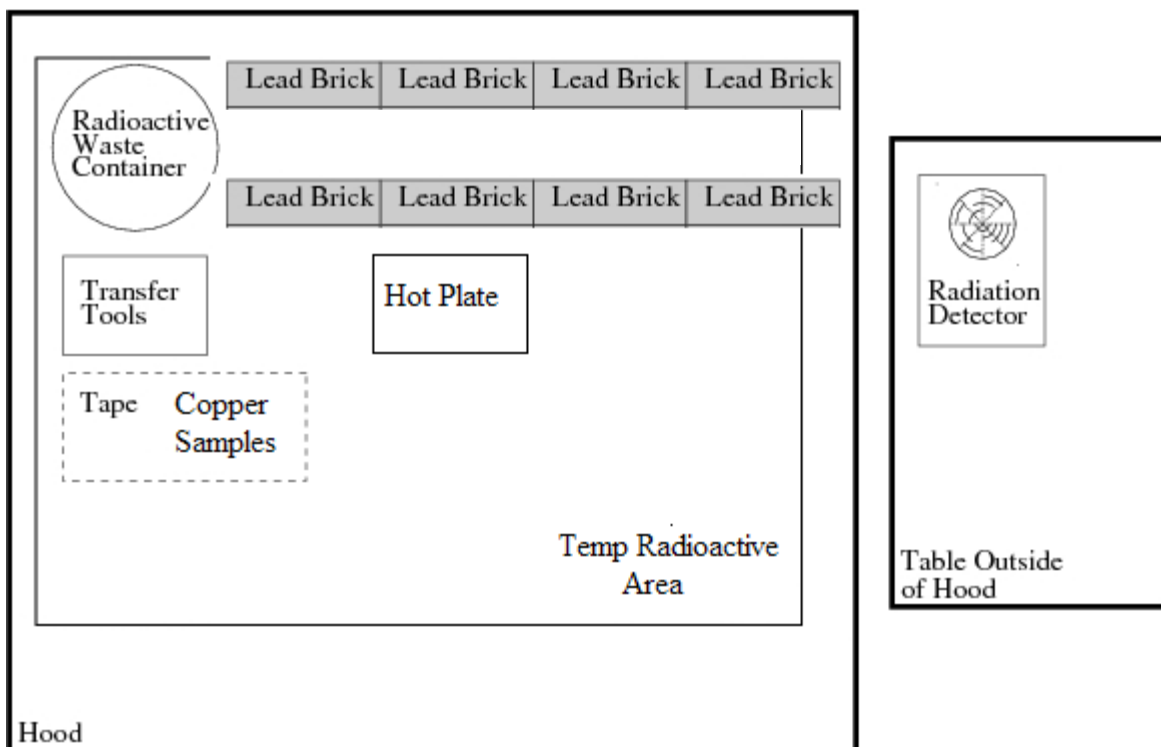 Lead Brick Lead Brick Lead Brick Lead Brick
Radioactive
Waste
Container
Lead Brick Lead Brick Lead Brick Lead Brick
Transfer
Tools
Hot Plate
Tape Copper
Samples
Temp Radioactive
Area
Hood
Radiation
Detector
Table Outside
of Hood